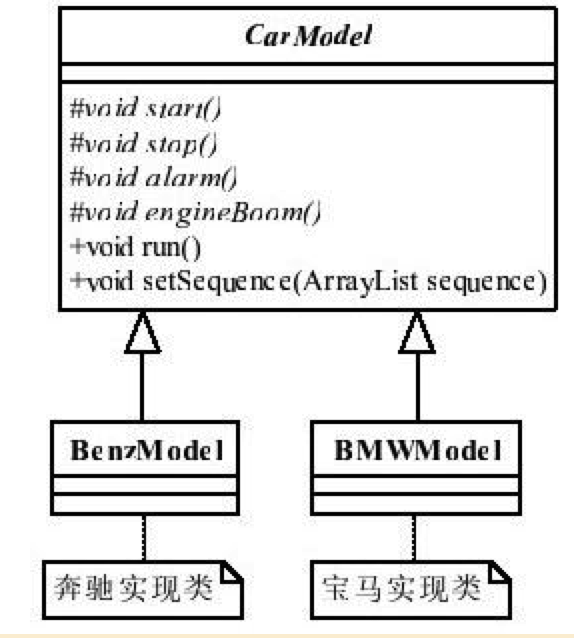 CarModel
#void start()
#void stop()
#void alarm()
#void engineBoom()
+void run()
+void setSequence(ArrayList sequence)
BenzModel
BMWModel
奔驰实现类
宝马实现类